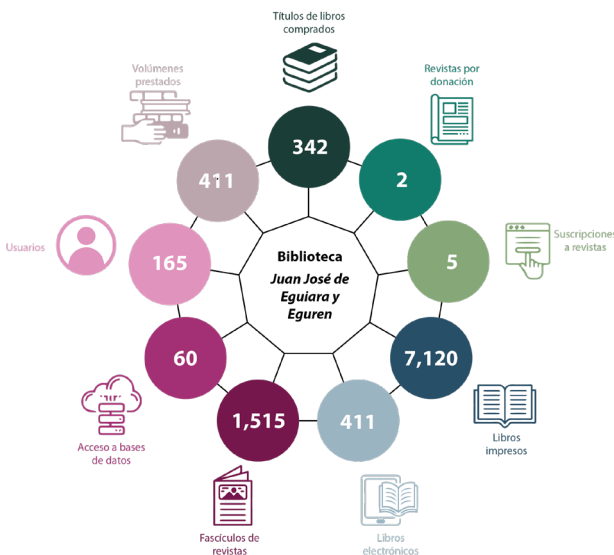 Títulos de libros
comprados
342
Revistas por
donación
2
Suscripciones
a revistas
5
7,120
Libros
impresos
411
Libros
electrónicos
1,515
Fascículos de
revistas
60
Acceso a bases
de datos
165
Usuarios
411
Volúmenes
prestados
Biblioteca
Juan José de
Eguiara y
Eguren